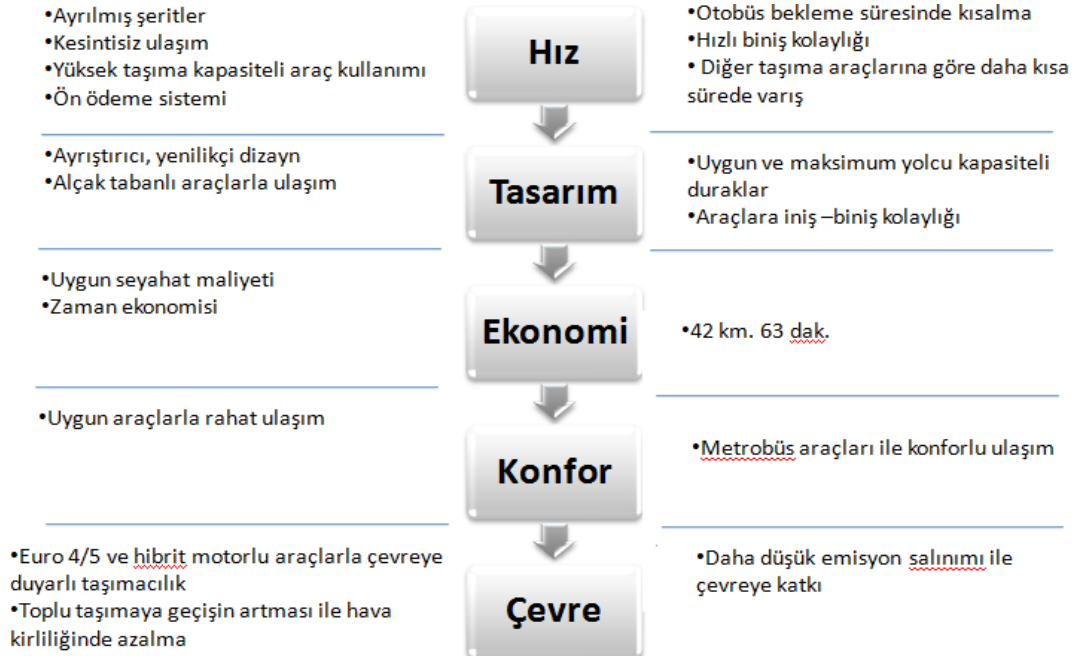 •Ayrılmış şeritler
•Kesintisiz ulaşım
•Yüksek taşıma kapasiteli araç kullanımı
•Ön ödeme sistemi
Hız
•Otobüs bekleme süresinde kısalma
•Hızlı biniş kolaylığı
• Diğer taşıma araçlarına göre daha kısa
sürede varış
•Ayrıştırıcı, yenilikçi dizayn
•Alçak tabanlı araçlarla ulaşım
Tasarım
•Uygun ve maksimum yolcu kapasiteli
duraklar
•Araçlara iniş –biniş kolaylığı
•Uygun seyahat maliyeti
•Zaman ekonomisi
Ekonomi
•42 km. 63 dak.
•Uygun araçlarla rahat ulaşım
Konfor
•Metrobüs araçları ile konforlu ulaşım
•Euro 4/5 ve hibrit motorlu araçlarla çevreye
duyarlı taşımacılık
•Toplu taşımaya geçişin artması ile hava
kirliliğinde azalma
Çevre
•Daha düşük emisyon salınımı ile
çevreye katkı